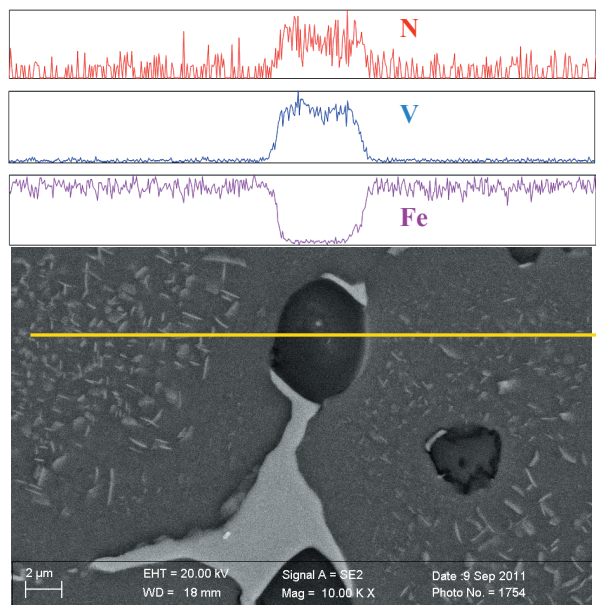 N
V
Fe
2 µm
EHT = 20.00 kV
Signal A = SE2
Date :9 Sep 2011
WD = 18 mm
Mag = 10.00 K X
Photo No. = 1754